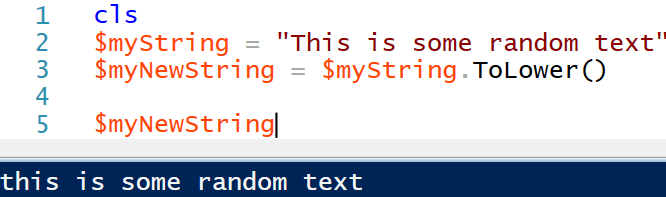 1 cls
2 $myString = "This is some random text"
3 $myNewString = $myString.ToLower()
4
5 $myNewString
this is some random text